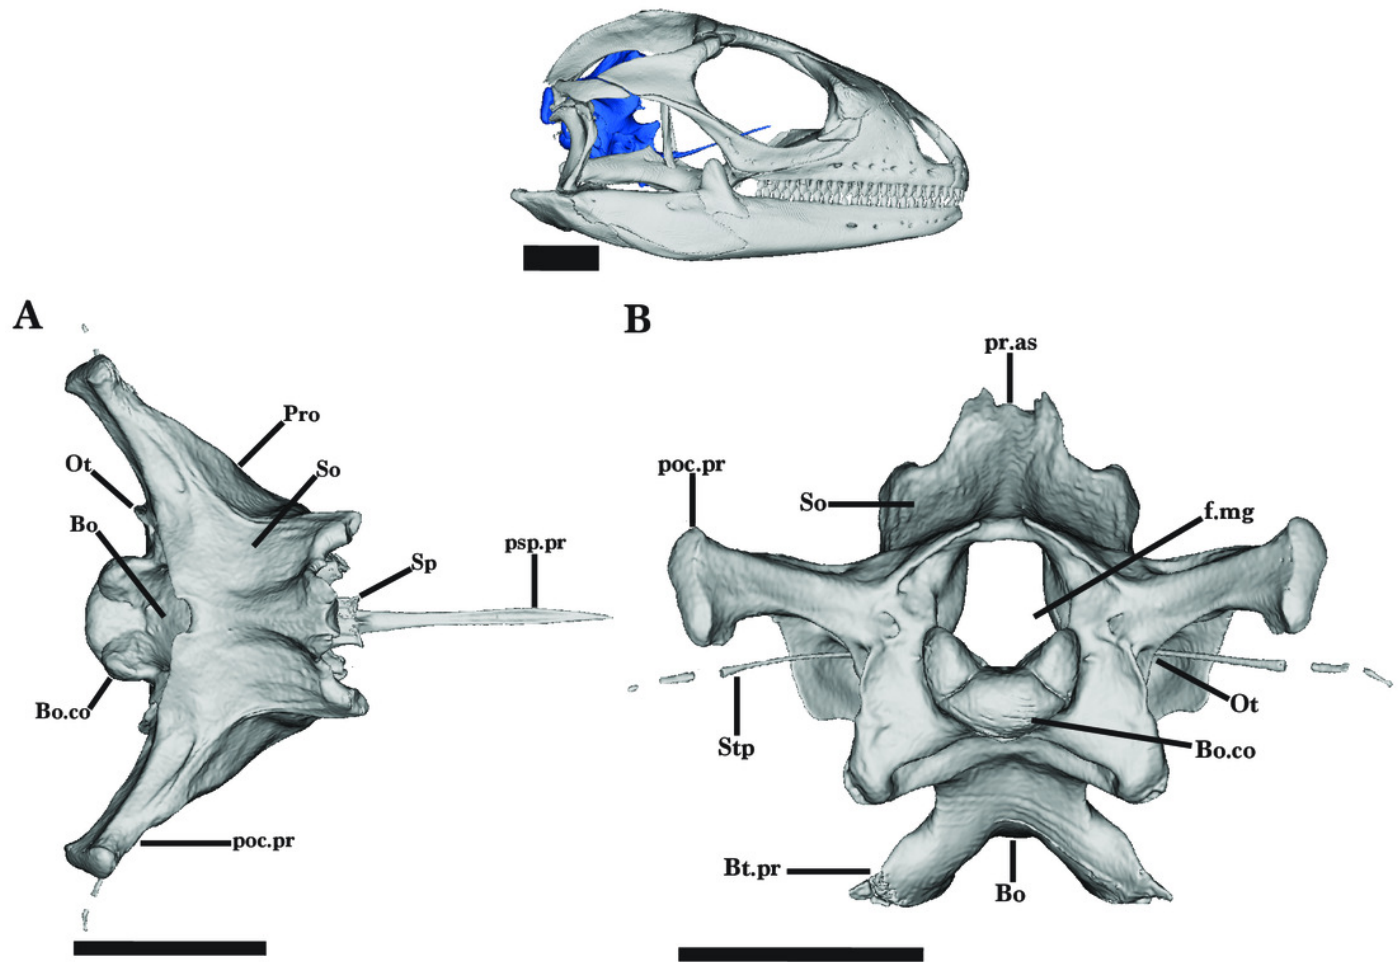 A
B
pr.as
Pro
poc.pr
Ot
So
So
f.mg
Bo
psp.pr
Sp
Bo.co
Ot
Stp
Bo.co
poc.pr
Bt.pr
Bo